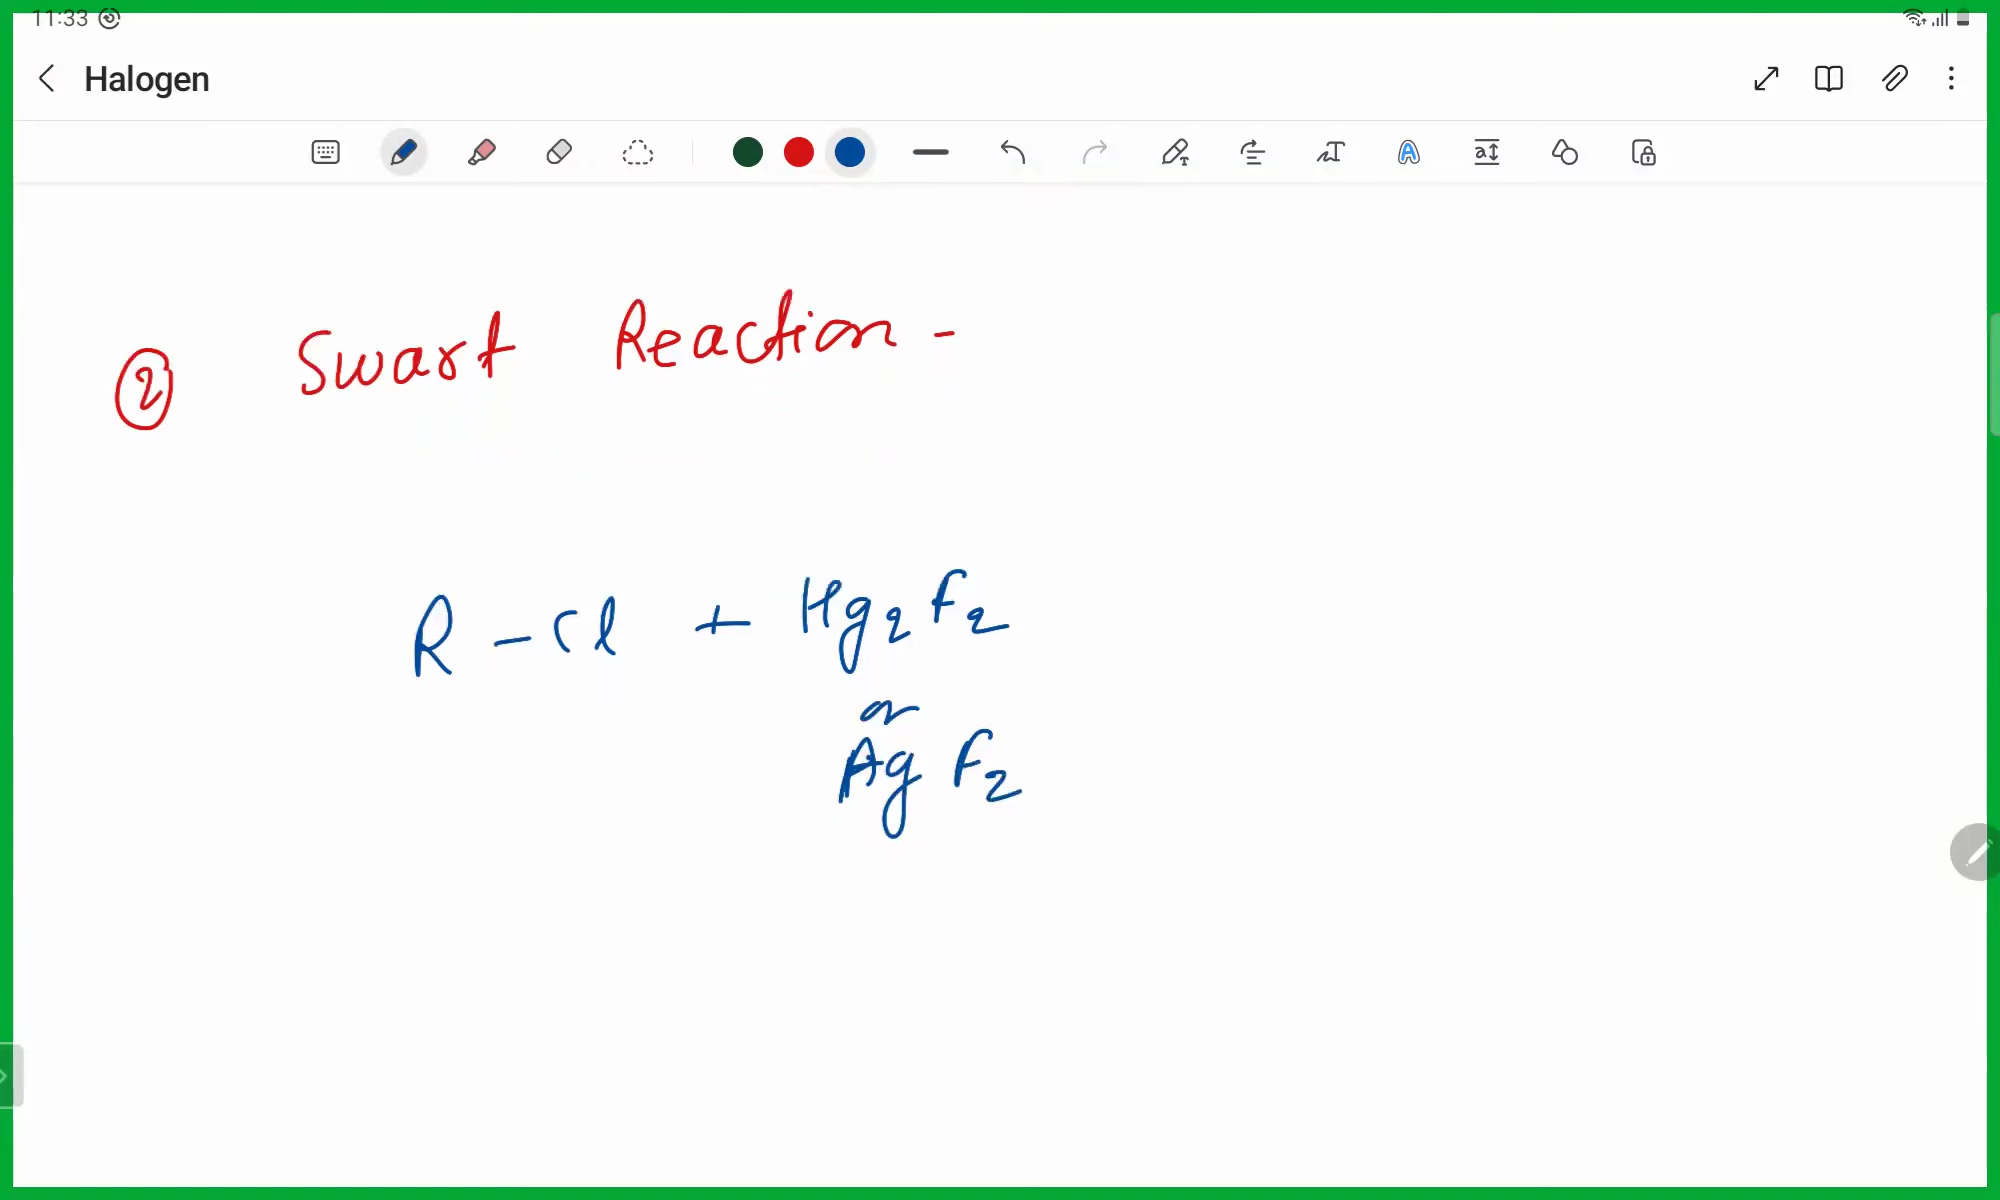 11:33
Halogen
② Swart Reaction -
R - Cl + Hg₂F₂
or
AgF₂